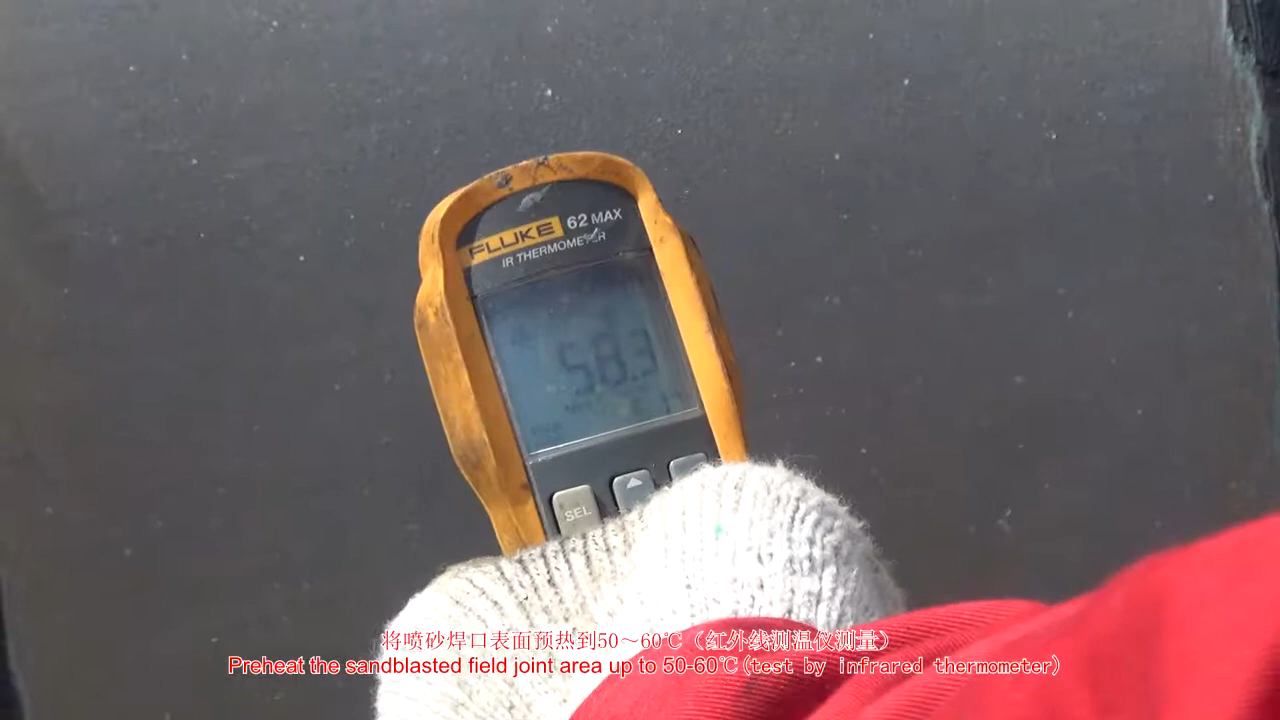 FLUKE 62 MAX
IR THERMOMETER
58.3
SEL
将喷砂焊口表面预热到50～60℃（红外线测温仪测量）
Preheat the sandblasted field joint area up to 50-60℃(test by infrared thermometer)